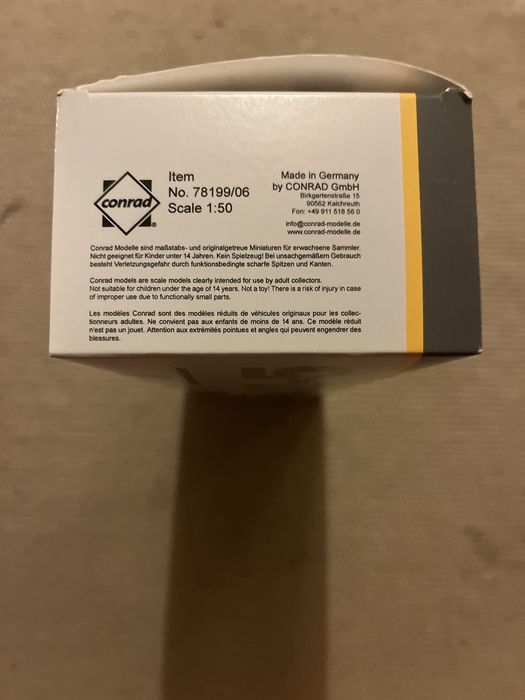 Item
No. 78199/06
Scale 1:50
conrad
®
Made in Germany
by CONRAD GmbH
Birkgartenstraße 15
90562 Kalchreuth
Fon: +49 911 518 56 0
info@conrad-modelle.de
www.conrad-modelle.de
Conrad Modelle sind maßstabs- und originalgetreue Miniaturen für erwachsene Sammler.
Nicht geeignet für Kinder unter 14 Jahren. Kein Spielzeug! Bei unsachgemäßem Gebrauch
besteht Verletzungsgefahr durch funktionsbedingte scharfe Spitzen und Kanten.
Conrad models are scale models clearly intended for use by adult collectors.
Not suitable for children under the age of 14 years. Not a toy! There is a risk of injury in case
of improper use due to functionally small parts.
Les modèles Conrad sont des modèles réduits de véhicules originaux pour les collec-
tionneurs adultes. Ne convient pas aux enfants de moins de 14 ans. Ce modèle réduit
n'est pas un jouet. Attention aux extrémités pointues et angles qui peuvent engendrer des
blessures.